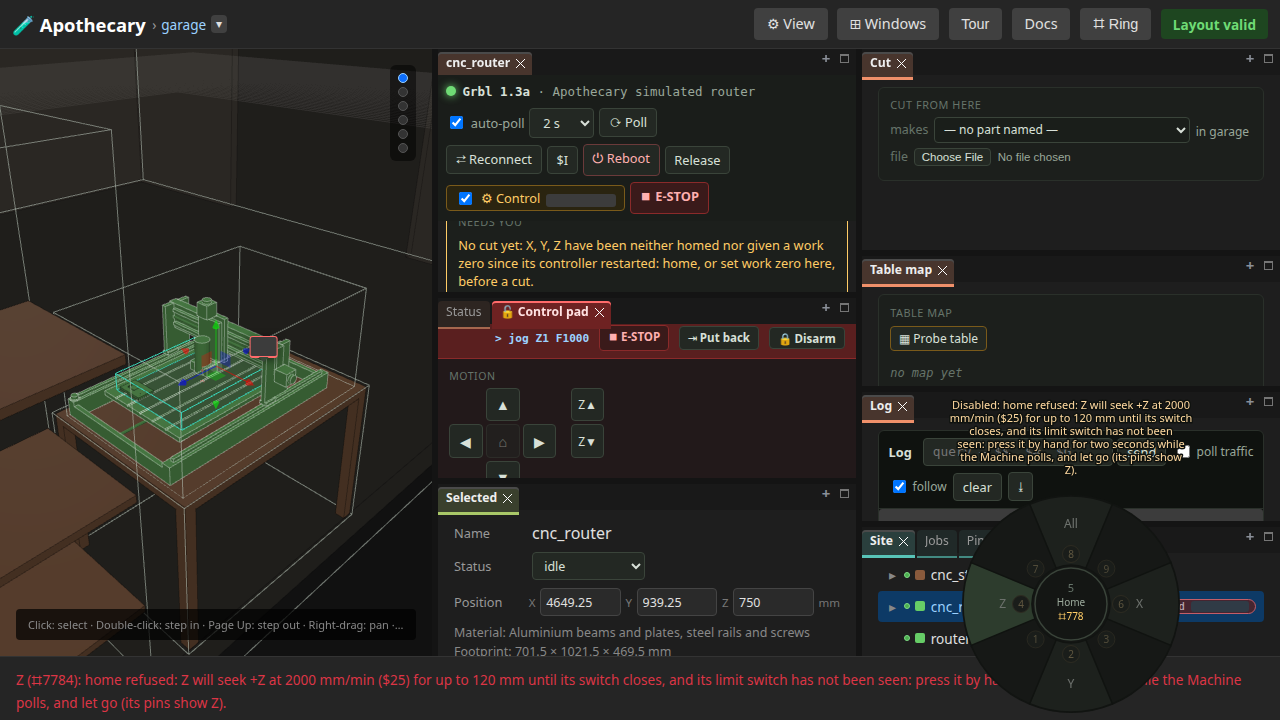 Apothecary › garage ▾
⚙ View
⊞ Windows
Tour
Docs
⌗ Ring
Layout valid
Click: select · Double-click: step in · Page Up: step out · Right-drag: pan ·…
cnc_router
Grbl 1.3a · Apothecary simulated router
auto-poll 2 s ⟳ Poll
⇄ Reconnect $I ⏻ Reboot Release
⚙ Control ■ E-STOP
NEEDS YOU
No cut yet: X, Y, Z have been neither homed nor given a work
zero since its controller restarted: home, or set work zero here,
before a cut.
Status 🔓 Control pad
> jog Z1 F1000 ■ E-STOP ⇥ Put back 🔒 Disarm
MOTION
▲ Z▲
◀ ⌂ ▶ Z▼
▼
Selected
Name cnc_router
Status idle
Position X 4649.25 Y 939.25 Z 750 mm
Material: Aluminium beams and plates, steel rails and screws
Footprint: 701.5 × 1021.5 × 469.5 mm
Cut
CUT FROM HERE
makes — no part named — in garage
file Choose File No file chosen
Table map
TABLE MAP
▦ Probe table
no map yet
Log
Disabled: home refused: Z will seek +Z at 2000
mm/min ($25) for up to 120 mm until its switch
closes, and its limit switch has not been
seen: press it by hand for two seconds while
the Machine polls, and let go (its pins show
Z).
Log send poll traffic
follow clear ⭳
Site Jobs
All
8
7 9
5
Z 4 Home 6 X
⌗778
1 3
2
Y
Z (⌗7784): home refused: Z will seek +Z at 2000 mm/min ($25) for up to 120 mm until its switch closes, and its limit switch has not been seen: press it by the Machine
polls, and let go (its pins show Z).